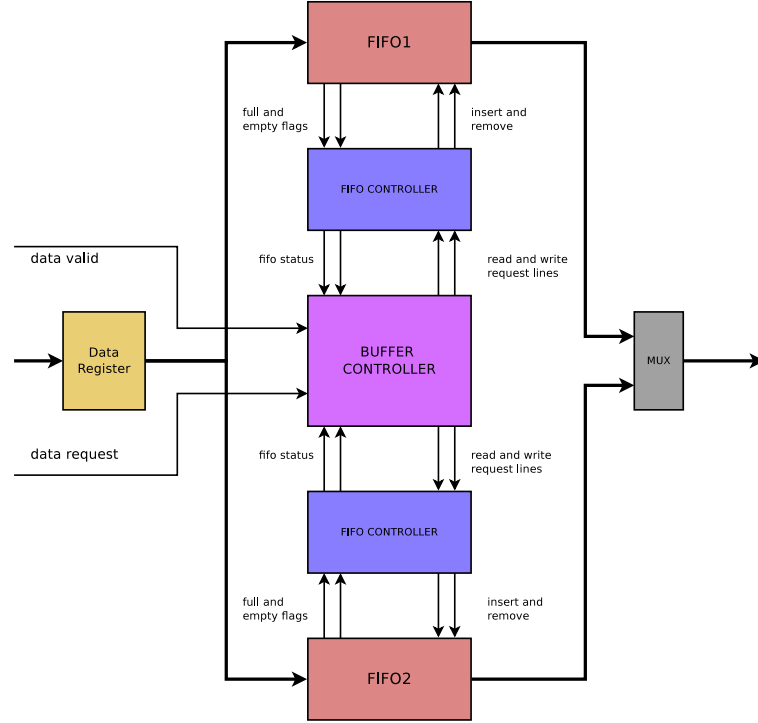 FIFO1
full and
empty flags
insert and
remove
FIFO CONTROLLER
data valid
fifo status
read and write
request lines
Data
Register
BUFFER
CONTROLLER
MUX
data request
fifo status
read and write
request lines
FIFO CONTROLLER
full and
empty flags
insert and
remove
FIFO2